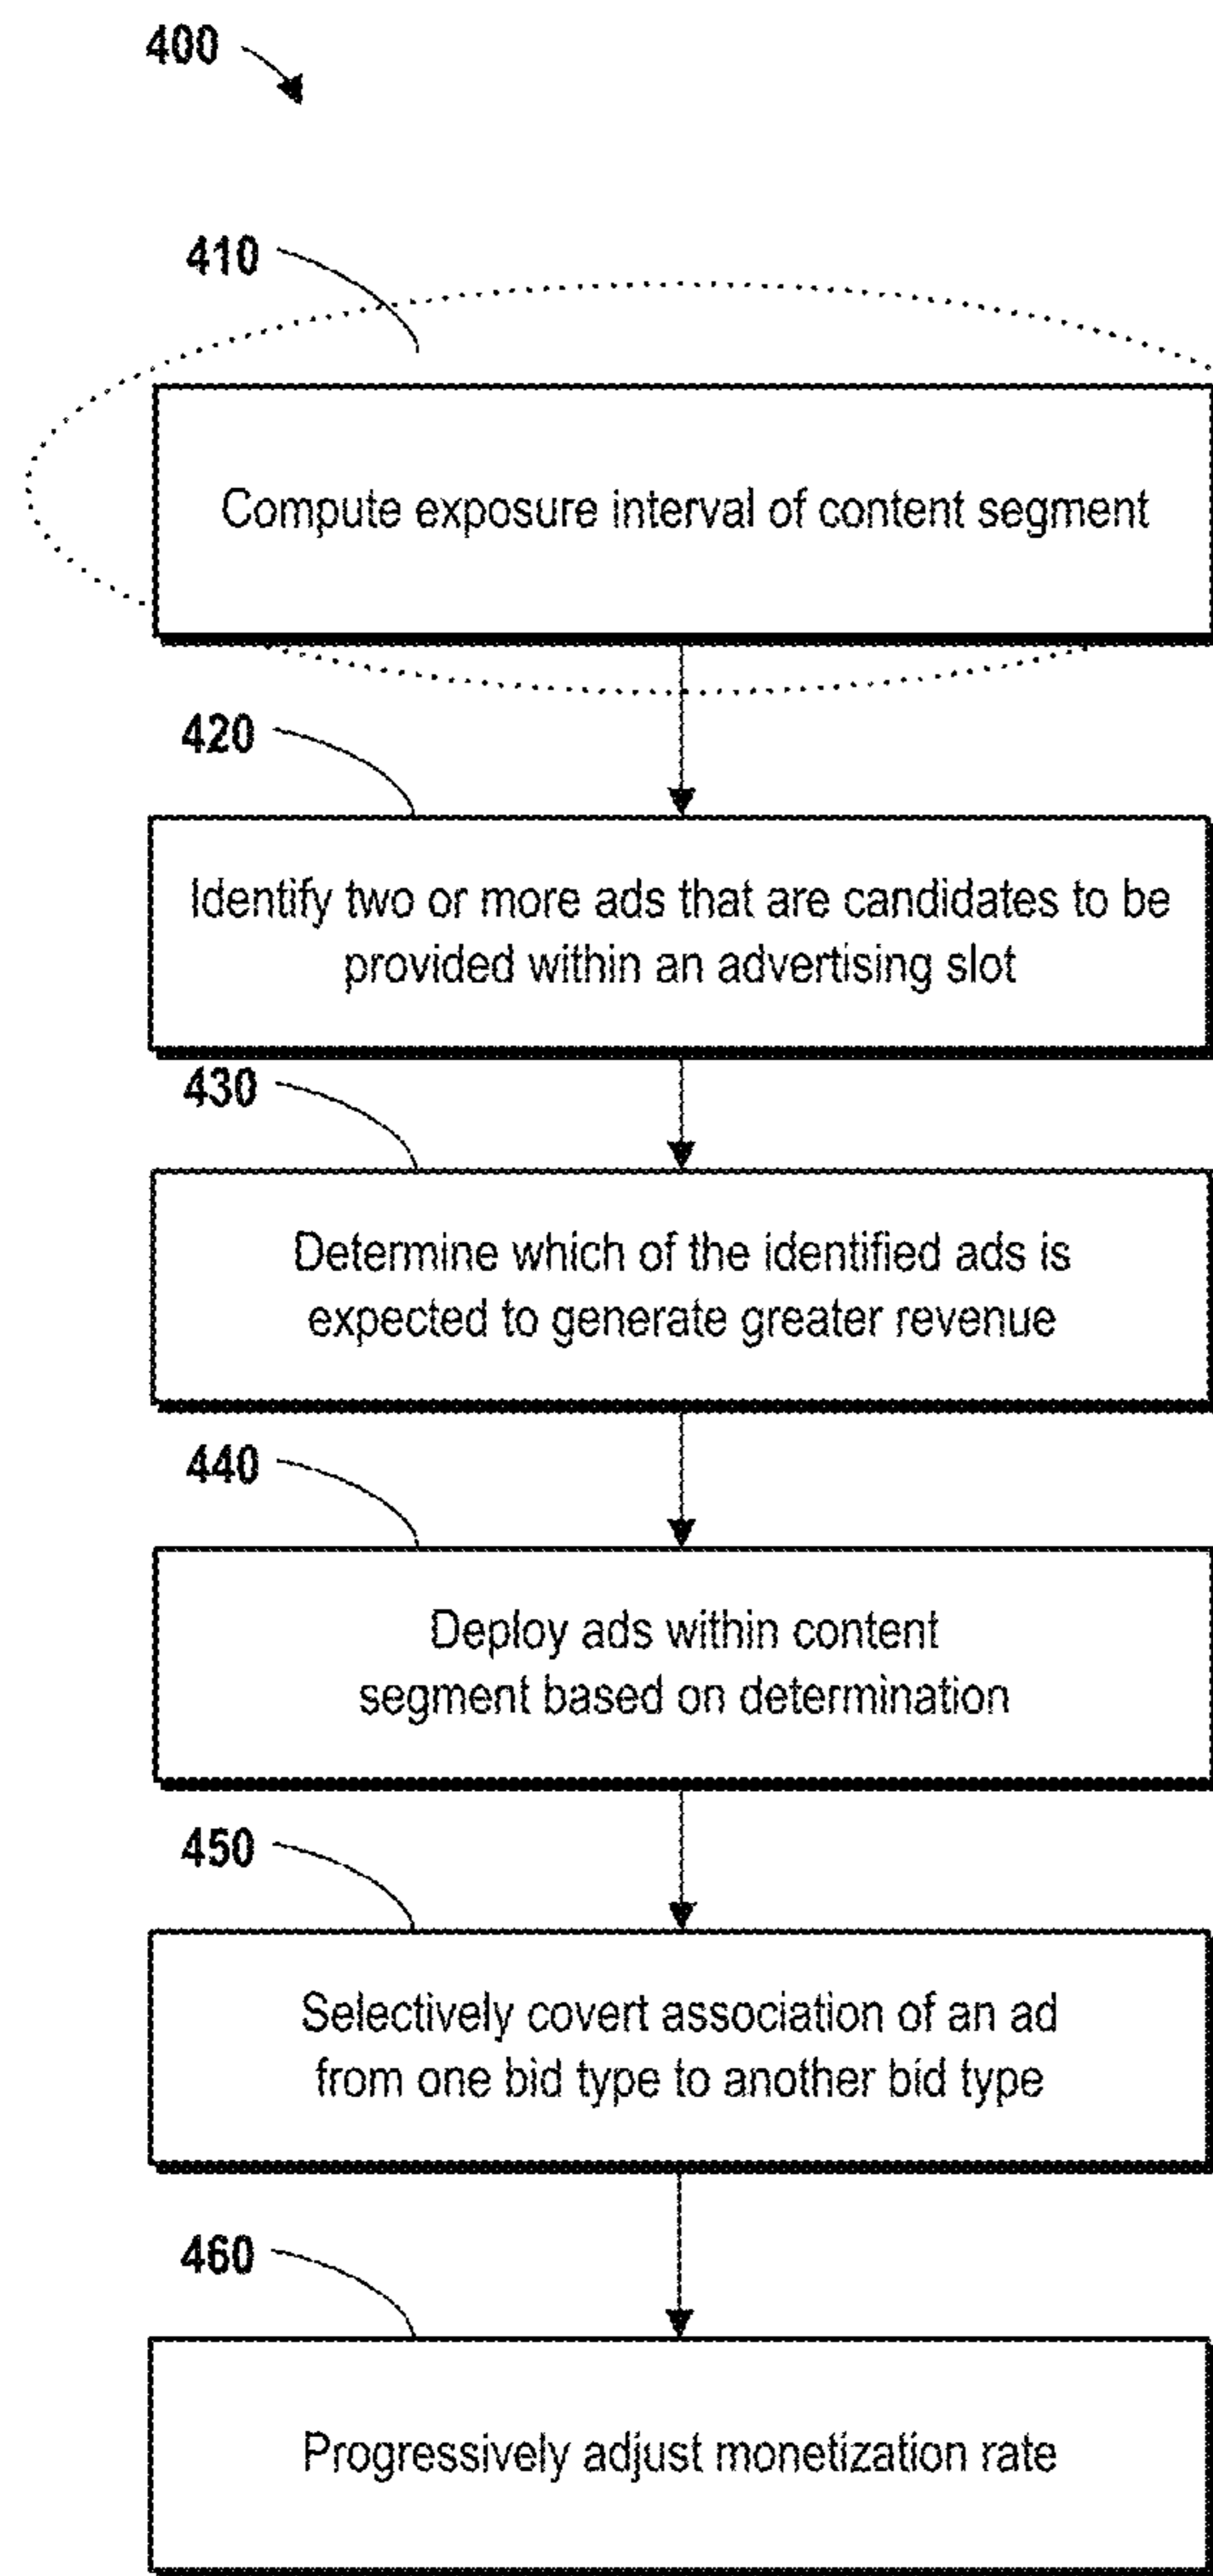 400
410
Compute exposure interval of content segment
420
Identify two or more ads that are candidates to be
provided within an advertising slot
430
Determine which of the identified ads is
expected to generate greater revenue
440
Deploy ads within content
segment based on determination
450
Selectively covert association of an ad
from one bid type to another bid type
460
Progressively adjust monetization rate